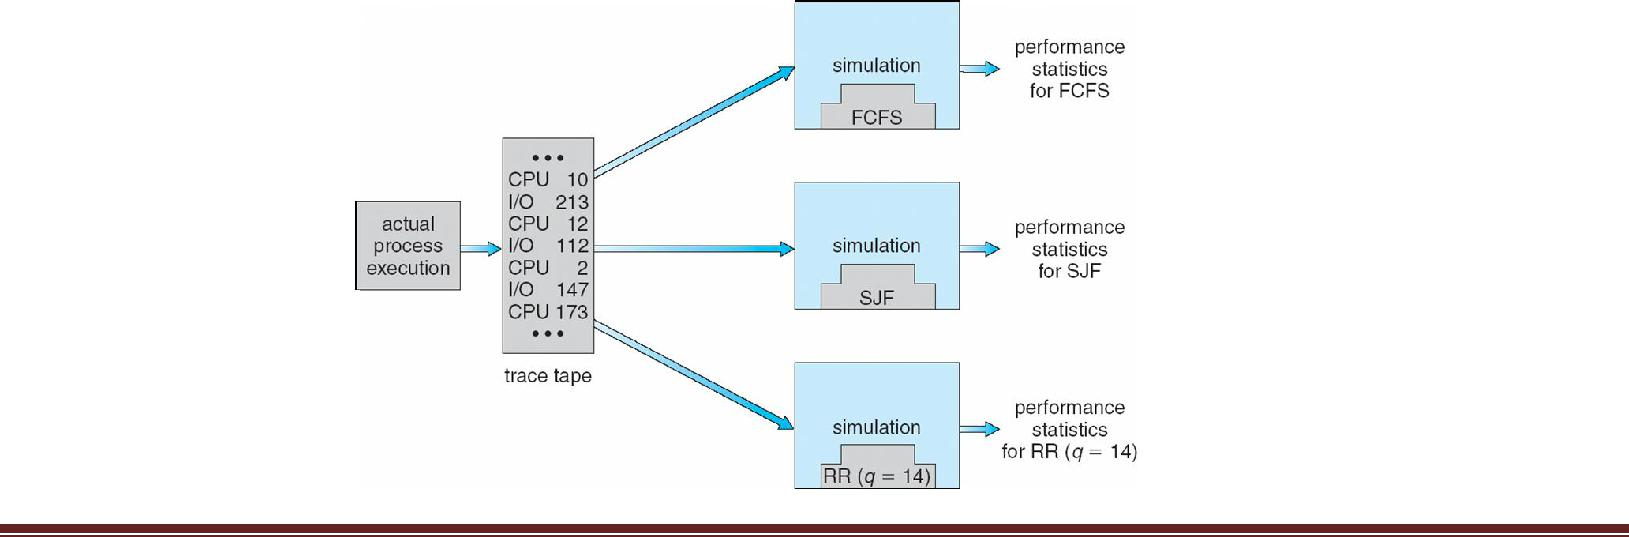 actual
process
execution
•••
CPU 10
I/O 213
CPU 12
I/O 112
CPU 2
I/O 147
CPU 173
•••
trace tape
simulation
FCFS
performance
statistics
for FCFS
simulation
SJF
performance
statistics
for SJF
simulation
RR (q = 14)
performance
statistics
for RR (q = 14)